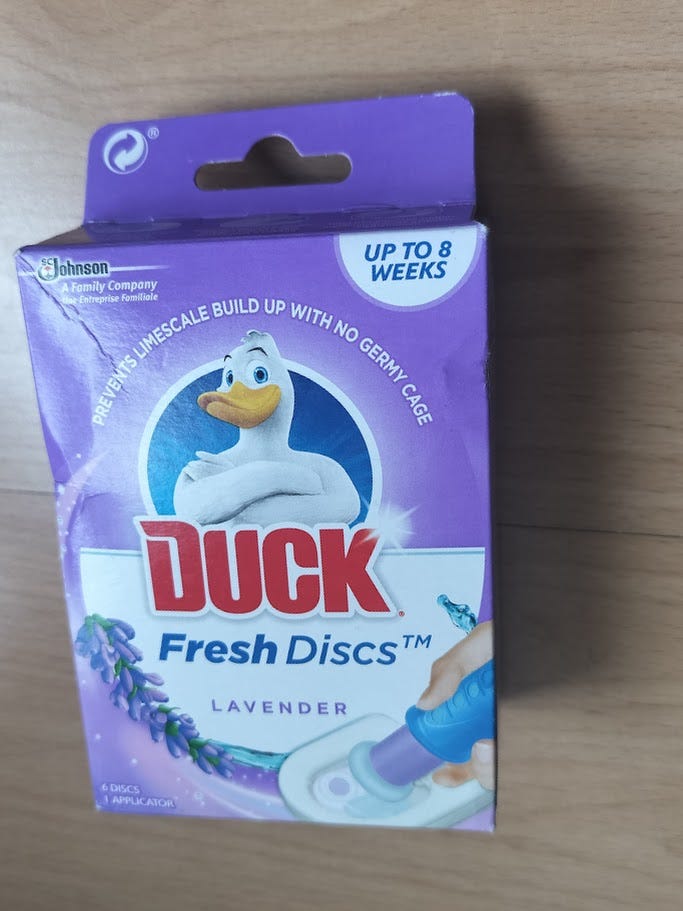 ®
SC Johnson
A Family Company
Une Entreprise Familiale
UP TO 8
WEEKS
PREVENTS LIMESCALE BUILD UP WITH NO GERMY CAGE
DUCK®
Fresh Discs™
LAVENDER
6 DISCS
1 APPLICATOR